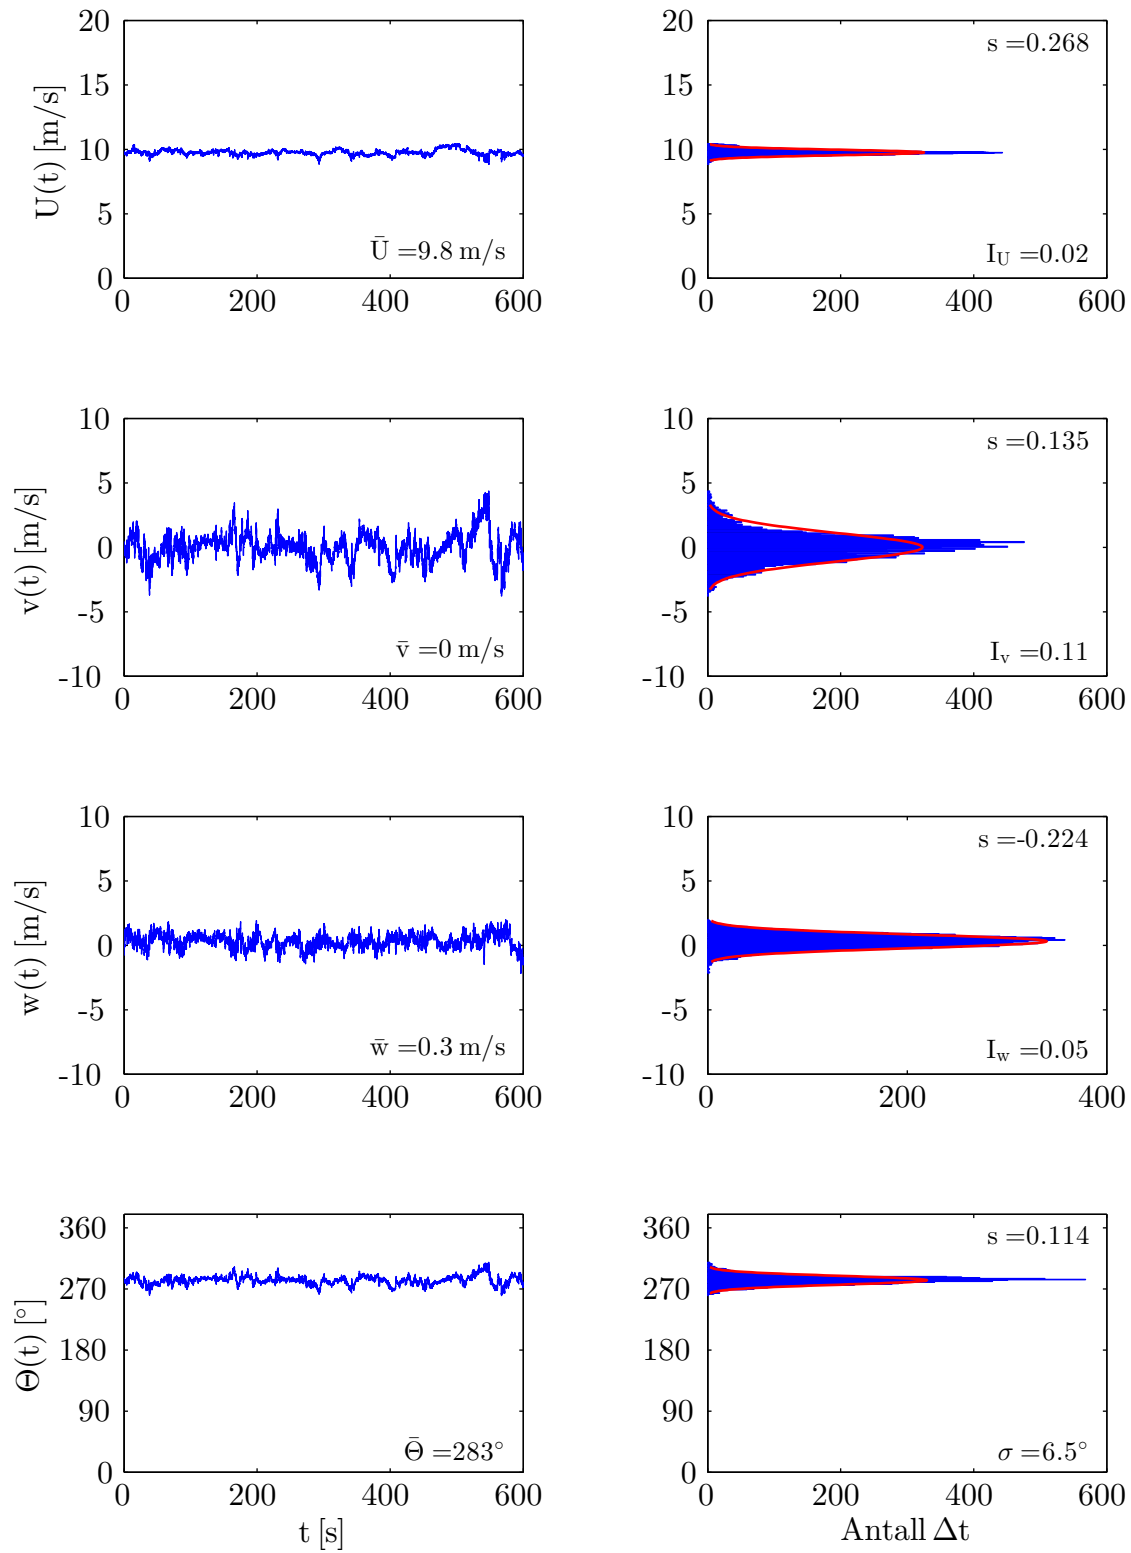 20
15
10
5
0
U(t) [m/s]
Ū =9.8 m/s
0 200 400 600
20
15
10
5
0
s =0.268
I_U =0.02
0 200 400 600
10
5
0
-5
-10
v(t) [m/s]
v̄ =0 m/s
0 200 400 600
10
5
0
-5
-10
s =0.135
I_v =0.11
0 200 400 600
10
5
0
-5
-10
w(t) [m/s]
w̄ =0.3 m/s
0 200 400 600
10
5
0
-5
-10
s =-0.224
I_w =0.05
0 200 400
360
270
180
90
0
Θ(t) [°]
Θ̄ =283°
0 200 400 600
t [s]
360
270
180
90
0
s =0.114
σ =6.5°
0 200 400 600
Antall Δt